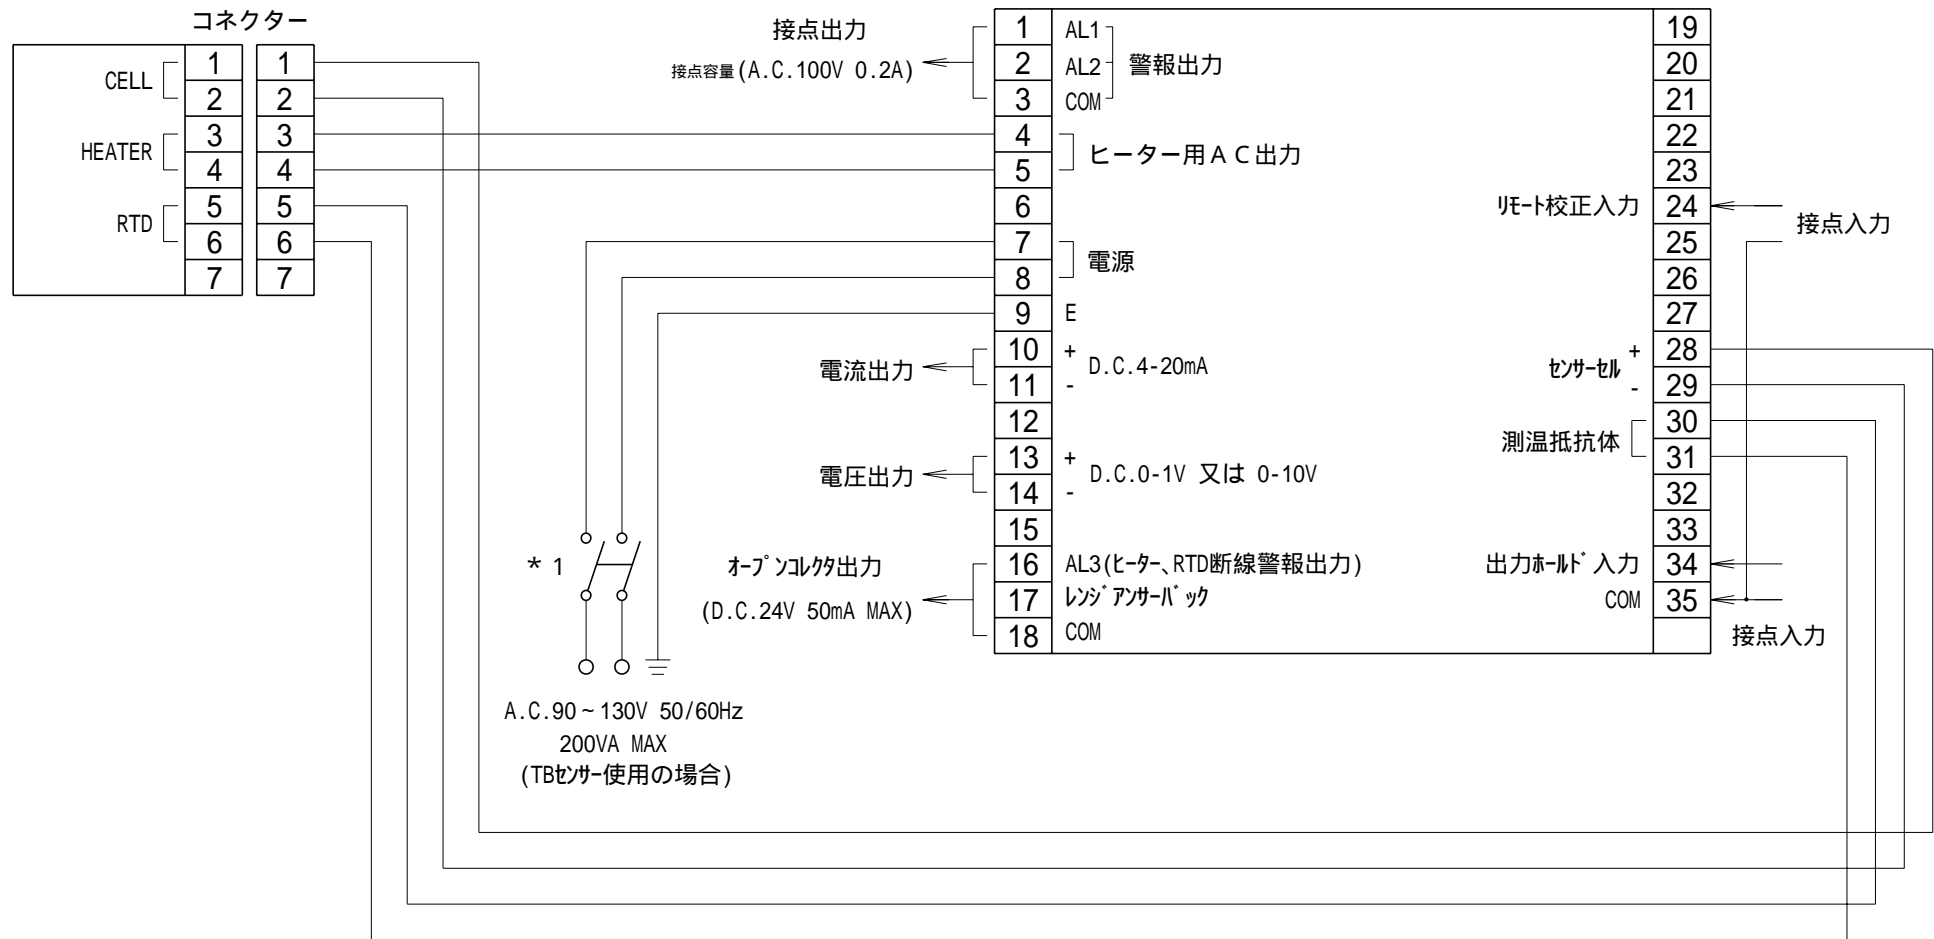 コネクター
CELL
HEATER
RTD
1 1
2 2
3 3
4 4
5 5
6 6
7 7
接点出力
接点容量(A.C.100V 0.2A)
電流出力
電圧出力
オープンコレクタ出力
(D.C.24V 50mA MAX)
* 1
A.C.90~130V 50/60Hz
200VA MAX
(TBセンサー使用の場合)
1 AL1
2 AL2 警報出力
3 COM
4
ヒーター用AC出力
5
6
7
電源
8
9 E
10 +
D.C.4-20mA
11 -
12
13 +
D.C.0-1V 又は 0-10V
14 -
15
16 AL3(ヒーター、RTD断線警報出力)
17 レンジアンサーバック
18 COM
19
20
21
22
23
リモート校正入力 24
接点入力
25
26
27
+ 28
センサーセル
- 29
30
測温抵抗体
31
32
33
出力ホールド入力 34
COM 35
接点入力